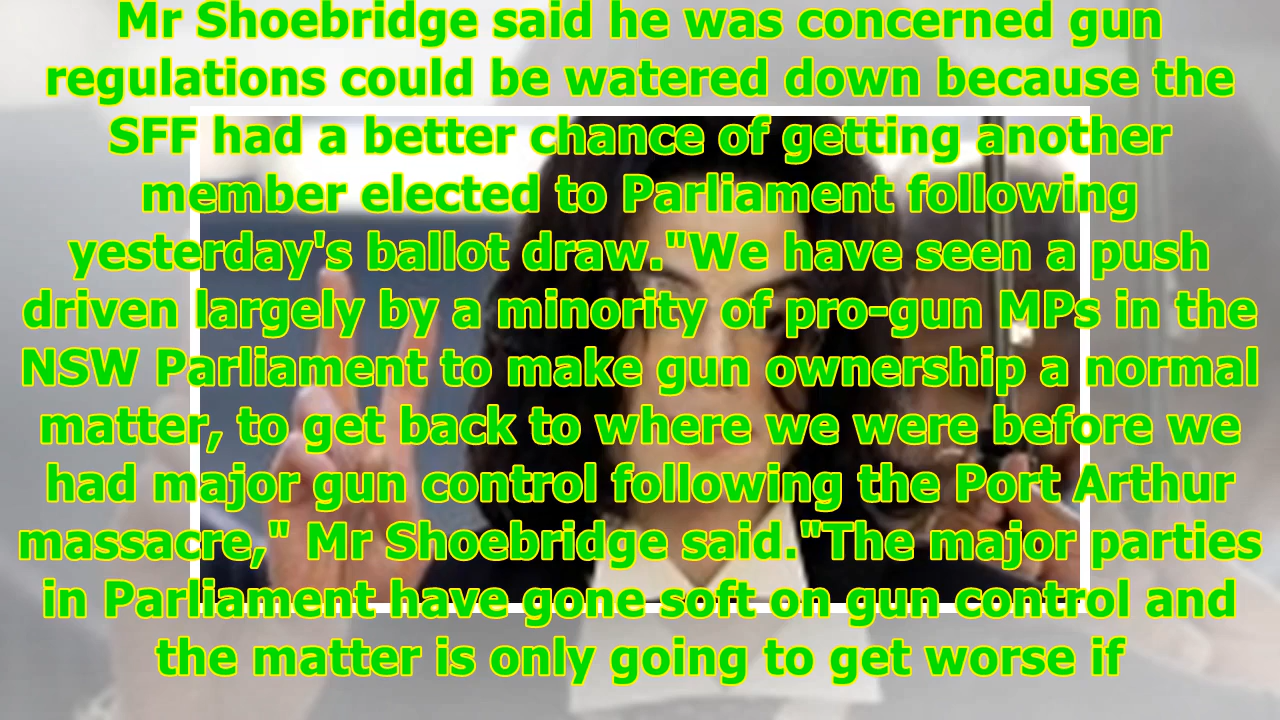 Mr Shoebridge said he was concerned gun
regulations could be watered down because the
SFF had a better chance of getting another
member elected to Parliament following
yesterday's ballot draw."We have seen a push
driven largely by a minority of pro-gun MPs in the
NSW Parliament to make gun ownership a normal
matter, to get back to where we were before we
had major gun control following the Port Arthur
massacre," Mr Shoebridge said."The major parties
in Parliament have gone soft on gun control and
the matter is only going to get worse if